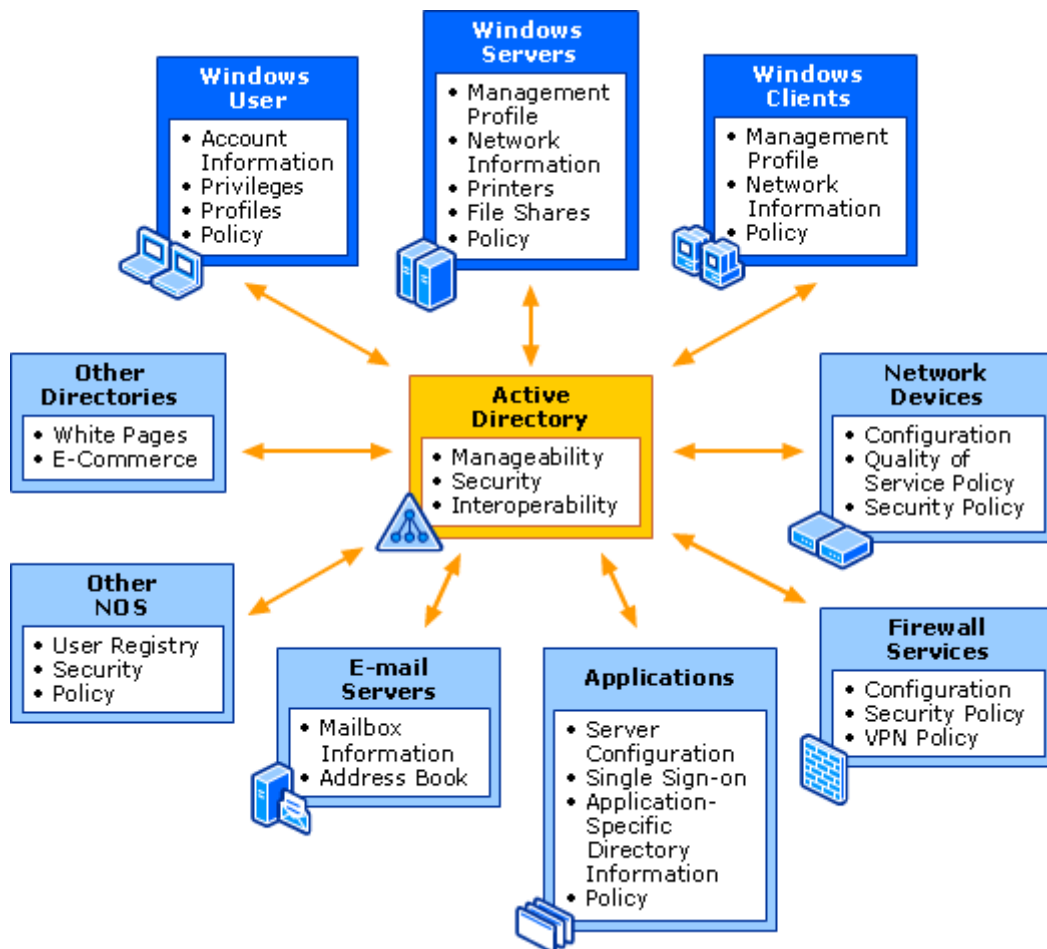 Windows
User
• Account
Information
• Privileges
• Profiles
• Policy
Windows
Servers
• Management
Profile
• Network
Information
• Printers
• File Shares
• Policy
Windows
Clients
• Management
Profile
• Network
Information
• Policy
Other
Directories
• White Pages
• E-Commerce
Active
Directory
• Manageability
• Security
• Interoperability
Network
Devices
• Configuration
• Quality of
Service Policy
• Security Policy
Other
NOS
• User Registry
• Security
• Policy
E-mail
Servers
• Mailbox
Information
• Address Book
Applications
• Server
Configuration
• Single Sign-on
• Application-
Specific
Directory
Information
• Policy
Firewall
Services
• Configuration
• Security Policy
• VPN Policy